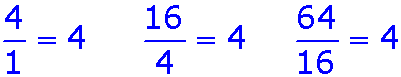 4/1 = 4 16/4 = 4 64/16 = 4